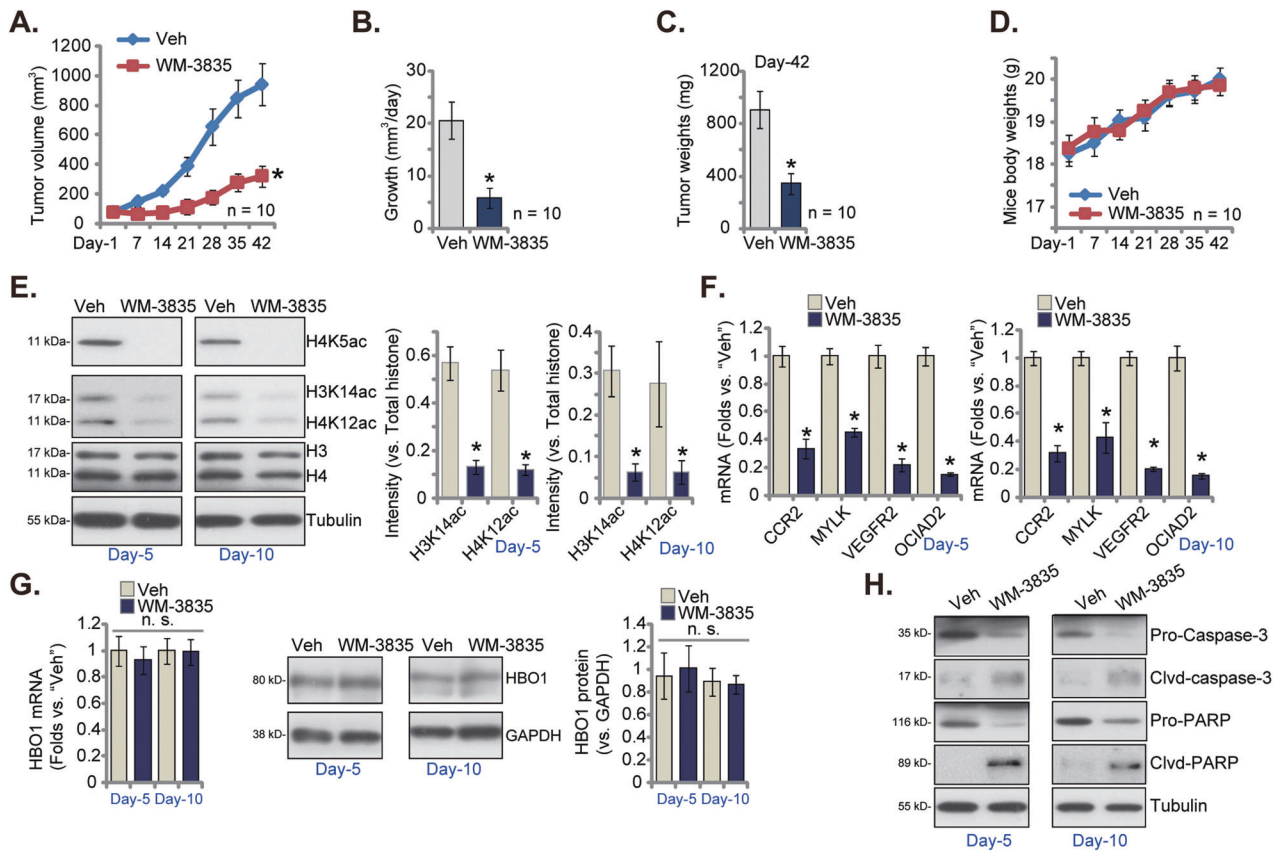 A.
Veh
WM-3835
Tumor volume (mm³)
1200
1000
800
600
400
200
0
*
n = 10
Day-1 7 14 21 28 35 42
B.
Growth (mm³/day)
30
20
10
0
*
n = 10
Veh WM-3835
C.
Day-42
Tumor weights (mg)
1200
800
400
0
*
n = 10
Veh WM-3835
D.
Mice body weights (g)
20
19
18
17
Veh
WM-3835
n = 10
Day-1 7 14 21 28 35 42
E.
Veh WM-3835 Veh WM-3835
11 kDa- H4K5ac
17 kDa- H3K14ac
11 kDa- H4K12ac
17 kDa- H3
11 kDa- H4
55 kDa- Tubulin
Day-5 Day-10
Intensity (vs. Total histone)
0.6
0.4
0.2
0
* *
H3K14ac H4K12ac
Day-5
Intensity (vs. Total histone)
0.4
0.3
0.2
0.1
0
* *
H3K14ac H4K12ac
Day-10
F.
Veh
WM-3835
mRNA (Folds vs. “Veh”)
1.2
1
0.8
0.6
0.4
0.2
0
* * * *
CCR2 MYLK VEGFR2 OCIAD2
Day-5
Veh
WM-3835
mRNA (Folds vs. “Veh”)
1.2
1
0.8
0.6
0.4
0.2
0
* * * *
CCR2 MYLK VEGFR2 OCIAD2
Day-10
G.
Veh
WM-3835
n. s.
HBO1 mRNA
(Folds vs. “Veh”)
1.2
1
0.8
0.6
0.4
0.2
0
Day-5 Day-10
Veh WM-3835 Veh WM-3835
80 kD- HBO1
38 kD- GAPDH
Day-5 Day-10
Veh
WM-3835
n. s.
HBO1 protein
(vs. GAPDH)
1.4
1.2
1
0.8
0.6
0.4
0.2
0
Day-5 Day-10
H.
Veh WM-3835 Veh WM-3835
35 kD- Pro-Caspase-3
17 kD- Clvd-caspase-3
116 kD- Pro-PARP
89 kD- Clvd-PARP
55 kD- Tubulin
Day-5 Day-10